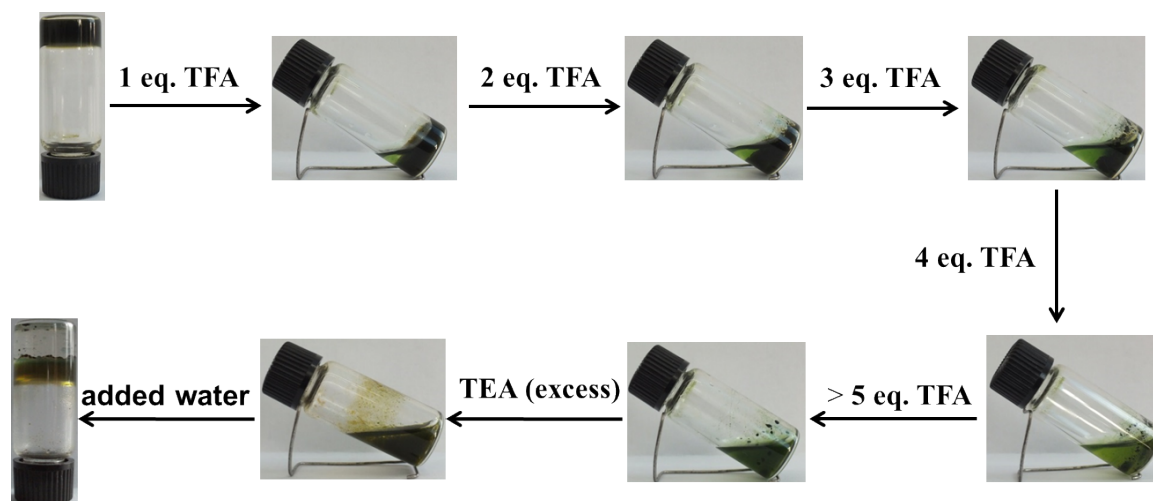 1 eq. TFA
2 eq. TFA
3 eq. TFA
4 eq. TFA
> 5 eq. TFA
TEA (excess)
added water